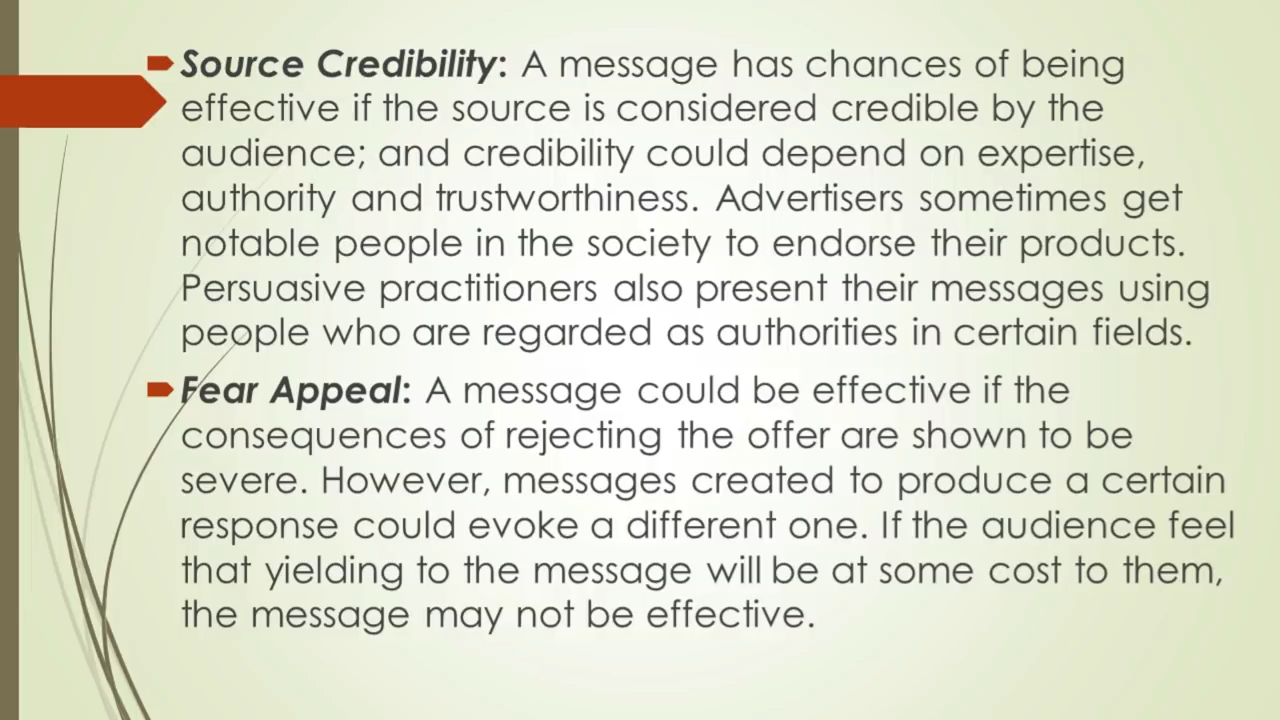 Source Credibility: A message has chances of being
effective if the source is considered credible by the
audience; and credibility could depend on expertise,
authority and trustworthiness. Advertisers sometimes get
notable people in the society to endorse their products.
Persuasive practitioners also present their messages using
people who are regarded as authorities in certain fields.
Fear Appeal: A message could be effective if the
consequences of rejecting the offer are shown to be
severe. However, messages created to produce a certain
response could evoke a different one. If the audience feel
that yielding to the message will be at some cost to them,
the message may not be effective.